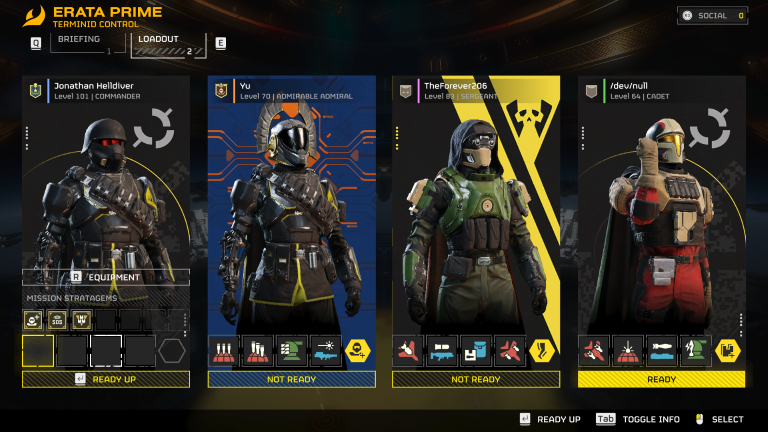 ERATA PRIME
TERMINID CONTROL
SOCIAL 0
Q
BRIEFING
1
LOADOUT
2
E
Jonathan Helldiver
Level 101 | COMMANDER
Yu
Level 70 | ADMIRABLE ADMIRAL
TheForever206
Level 83 | SERGEANT
/dev/null
Level 64 | CADET
R EQUIPMENT
MISSION STRATAGEMS
SOS
READY UP
NOT READY
NOT READY
READY
READY UP
Tab TOGGLE INFO
SELECT